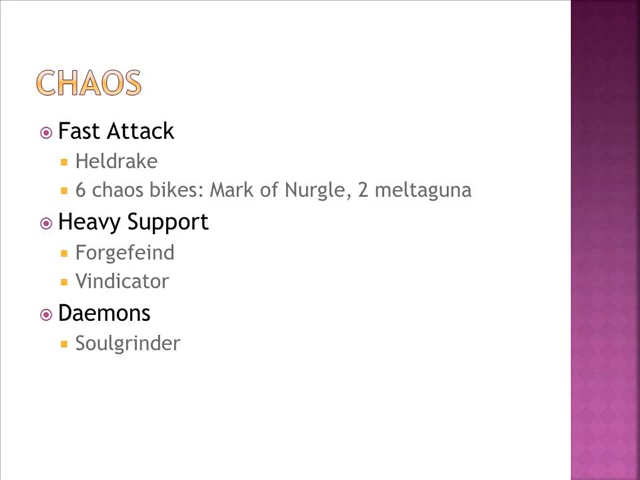 CHAOS
Fast Attack
Heldrake
6 chaos bikes: Mark of Nurgle, 2 meltaguna
Heavy Support
Forgefeind
Vindicator
Daemons
Soulgrinder